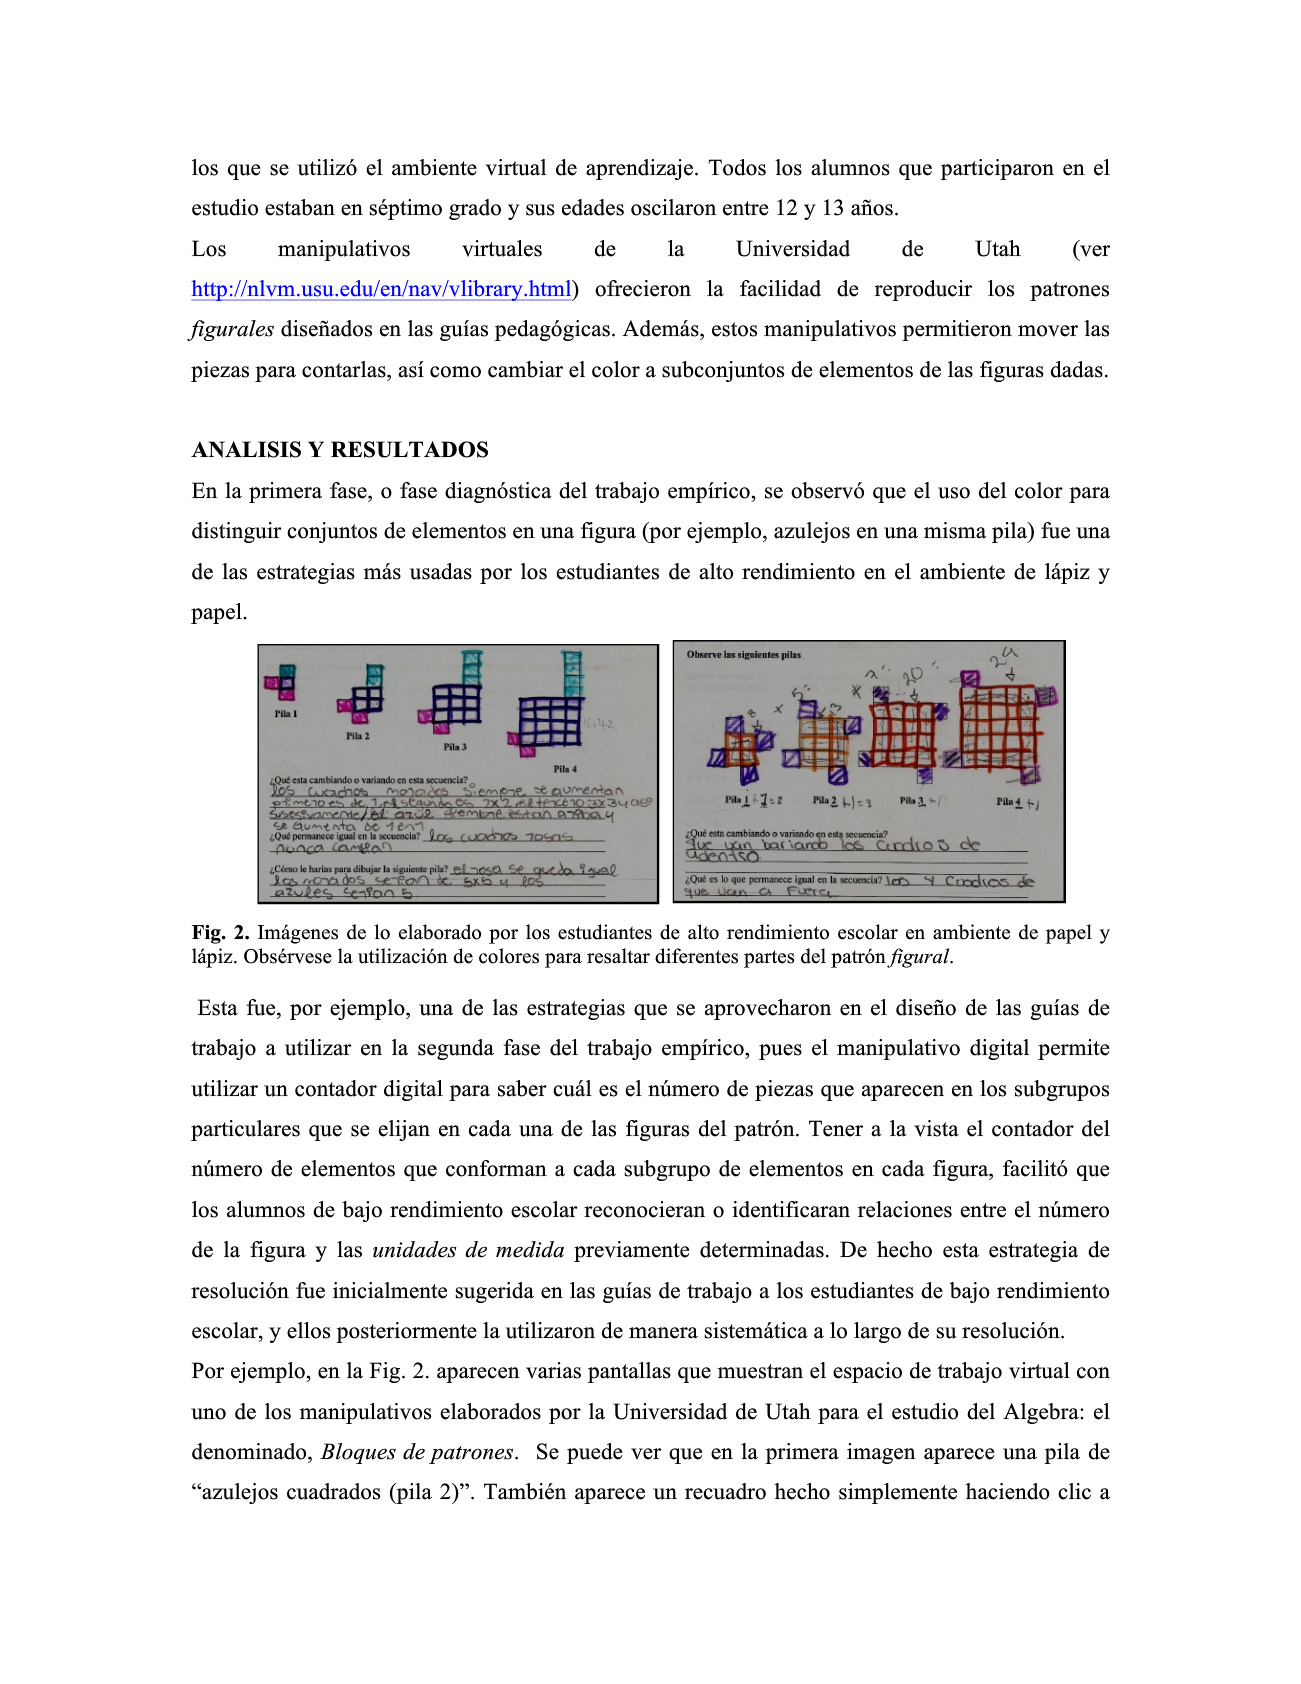 los que se utilizó el ambiente virtual de aprendizaje. Todos los alumnos que participaron en el
estudio estaban en séptimo grado y sus edades oscilaron entre 12 y 13 años.
Los manipulativos virtuales de la Universidad de Utah (ver
http://nlvm.usu.edu/en/nav/vlibrary.html) ofrecieron la facilidad de reproducir los patrones
figurales diseñados en las guías pedagógicas. Además, estos manipulativos permitieron mover las
piezas para contarlas, así como cambiar el color a subconjuntos de elementos de las figuras dadas.
ANALISIS Y RESULTADOS
En la primera fase, o fase diagnóstica del trabajo empírico, se observó que el uso del color para
distinguir conjuntos de elementos en una figura (por ejemplo, azulejos en una misma pila) fue una
de las estrategias más usadas por los estudiantes de alto rendimiento en el ambiente de lápiz y
papel.
Pila 1
Pila 2
Pila 3
Pila 4
¿Qué esta cambiando o variando en esta secuencia?
los cuadros morados siempre se aumentan
primero es de 1 el segundo es 2x2 el tercero 3x3 y
el azul siempre estan arriba y
se aumenta de 1 en 1
¿Qué permanece igual en la secuencia? los cuadros rosas
nunca cambian
¿Cómo le harías para dibujar la siguiente pila? el rosa se queda igual
los morados serian de 5x5 y los
azules serian 5
Observe las siguientes pilas
8
5
13
7
20
24
Pila 1
Pila 2
Pila 3
Pila 4
¿Qué esta cambiando o variando en esta secuencia?
que van bariando los cuadros de
adentro
¿Qué es lo que permanece igual en la secuencia? los 4 cuadros de
que van a fuera
Fig. 2. Imágenes de lo elaborado por los estudiantes de alto rendimiento escolar en ambiente de papel y
lápiz. Obsérvese la utilización de colores para resaltar diferentes partes del patrón figural.
Esta fue, por ejemplo, una de las estrategias que se aprovecharon en el diseño de las guías de
trabajo a utilizar en la segunda fase del trabajo empírico, pues el manipulativo digital permite
utilizar un contador digital para saber cuál es el número de piezas que aparecen en los subgrupos
particulares que se elijan en cada una de las figuras del patrón. Tener a la vista el contador del
número de elementos que conforman a cada subgrupo de elementos en cada figura, facilitó que
los alumnos de bajo rendimiento escolar reconocieran o identificaran relaciones entre el número
de la figura y las unidades de medida previamente determinadas. De hecho esta estrategia de
resolución fue inicialmente sugerida en las guías de trabajo a los estudiantes de bajo rendimiento
escolar, y ellos posteriormente la utilizaron de manera sistemática a lo largo de su resolución.
Por ejemplo, en la Fig. 2. aparecen varias pantallas que muestran el espacio de trabajo virtual con
uno de los manipulativos elaborados por la Universidad de Utah para el estudio del Algebra: el
denominado, Bloques de patrones. Se puede ver que en la primera imagen aparece una pila de
“azulejos cuadrados (pila 2)”. También aparece un recuadro hecho simplemente haciendo clic a